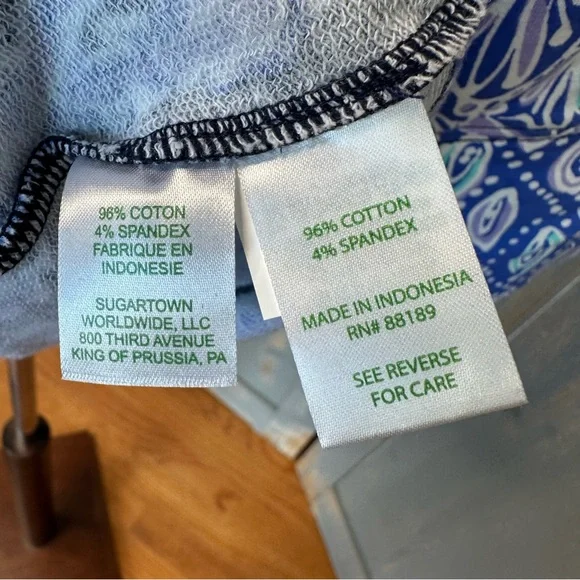 96% COTON
4% SPANDEX
FABRIQUE EN
INDONESIE
SUGARTOWN
WORLDWIDE, LLC
800 THIRD AVENUE
KING OF PRUSSIA, PA
96% COTTON
4% SPANDEX
MADE IN INDONESIA
RN# 88189
SEE REVERSE
FOR CARE